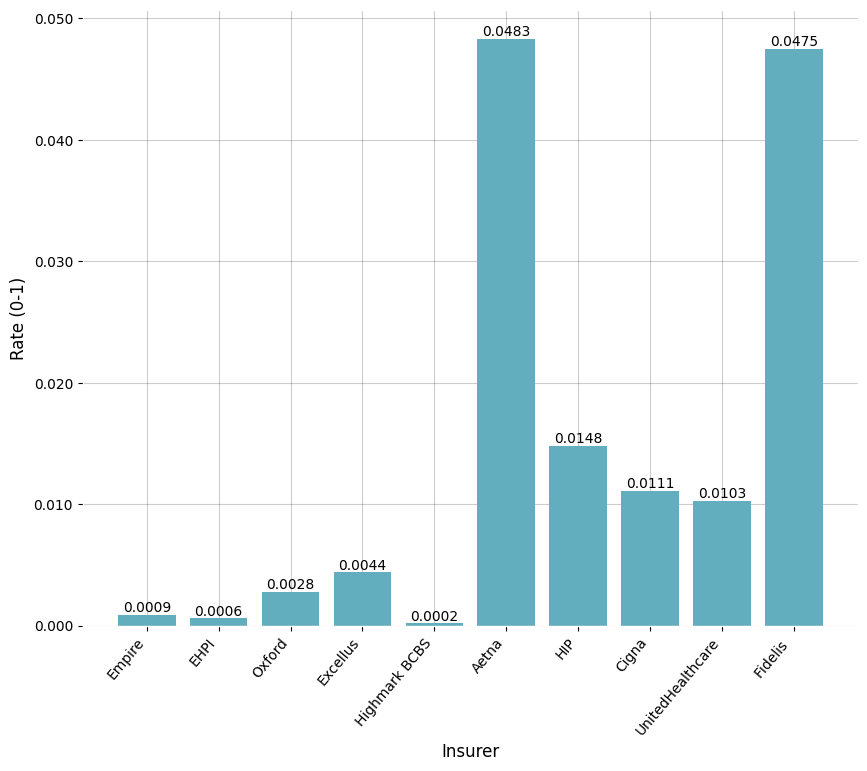 0.050
0.040
0.030
0.020
0.010
0.000
Rate (0-1)
0.0009
0.0006
0.0028
0.0044
0.0002
0.0483
0.0148
0.0111
0.0103
0.0475
Empire
EHPI
Oxford
Excellus
Highmark BCBS
Aetna
HIP
Cigna
UnitedHealthcare
Fidelis
Insurer